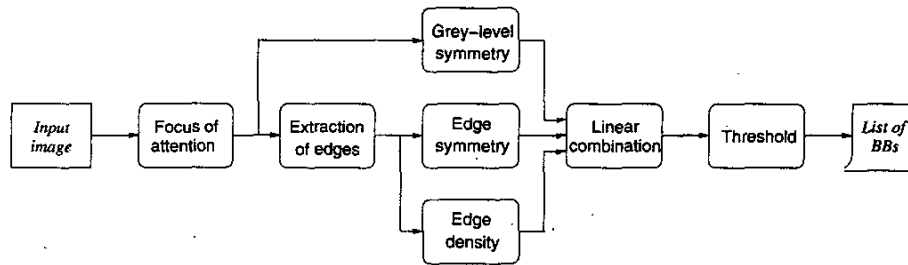 Grey-level
symmetry
Input
image
Focus of
attention
Extraction
of edges
Edge
symmetry
Linear
combination
Threshold
List of
BBs
Edge
density